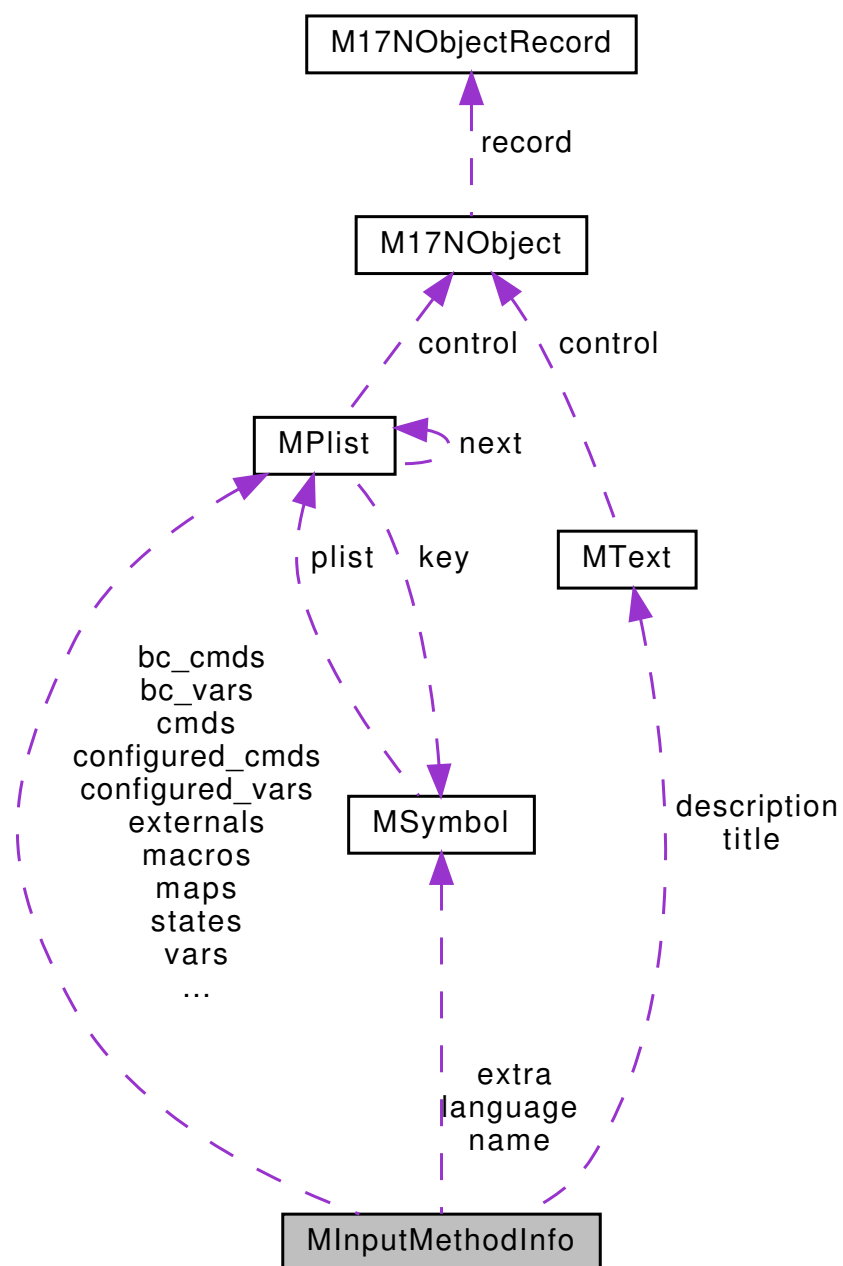 M17NObjectRecord
record
M17NObject
control control
MPlist
next
MText
plist key
bc_cmds
bc_vars
cmds
configured_cmds
configured_vars
externals
macros
maps
states
vars
...
MSymbol
description
title
extra
language
name
MInputMethodInfo